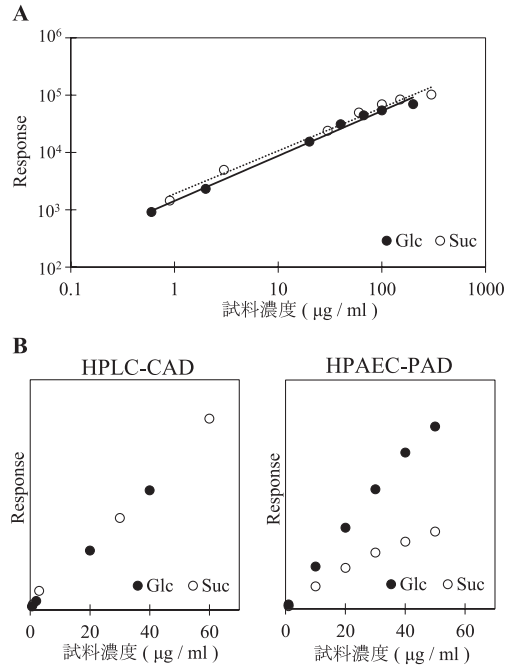 A
10⁶
10⁵
10⁴
10³
10²
Response
Glc Suc
0.1 1 10 100 1000
試料濃度 ( μg / ml )
B
HPLC-CAD
Response
Glc Suc
0 20 40 60
試料濃度 ( μg / ml )
HPAEC-PAD
Response
Glc Suc
0 20 40 60
試料濃度 ( μg / ml )